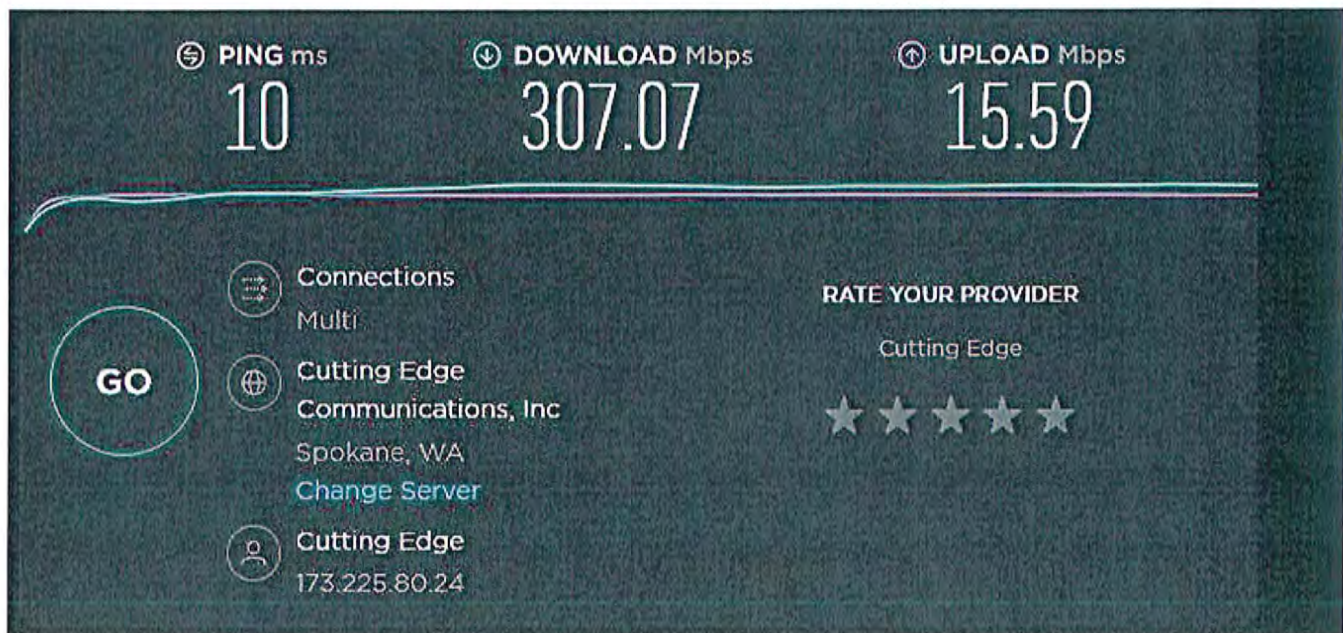 PING ms
10
DOWNLOAD Mbps
307.07
UPLOAD Mbps
15.59
GO
Connections
Multi
Cutting Edge
Communications, Inc
Spokane, WA
Change Server
Cutting Edge
173.225.80.24
RATE YOUR PROVIDER
Cutting Edge